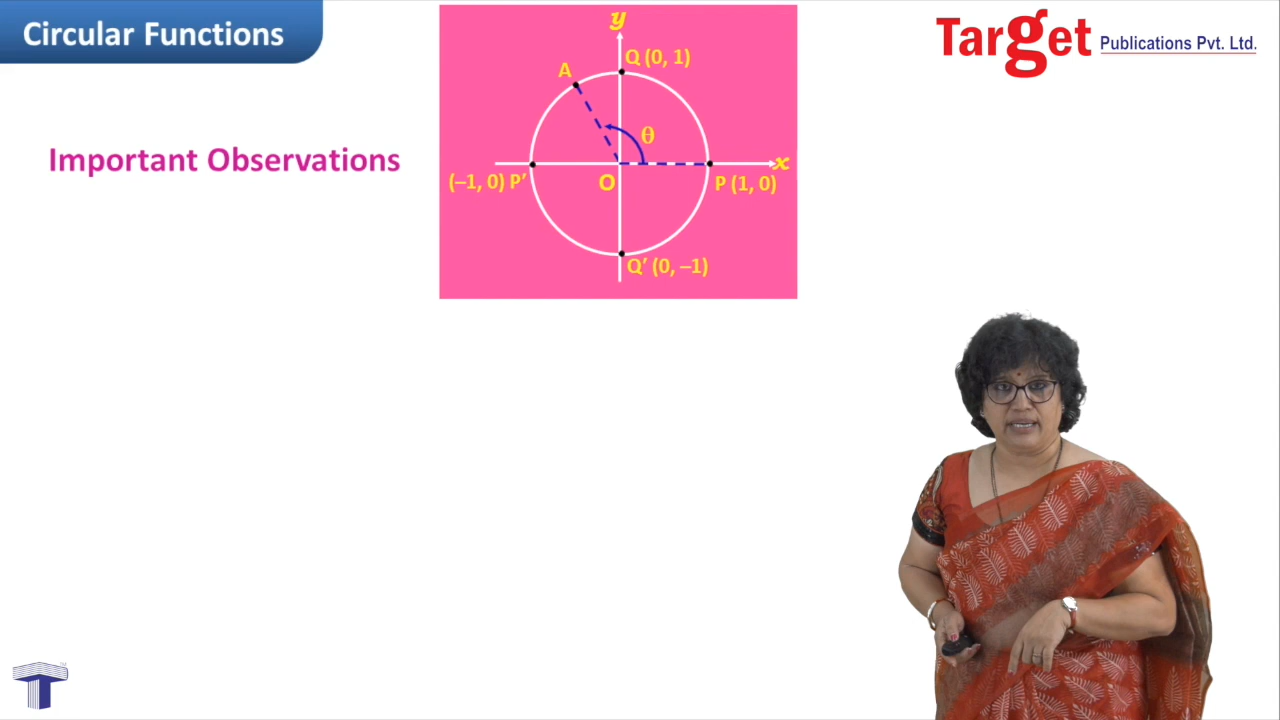 Circular Functions
Target Publications Pvt. Ltd.
Important Observations
y
Q (0, 1)
A
θ
x
(–1, 0) P′
O
P (1, 0)
Q′ (0, –1)